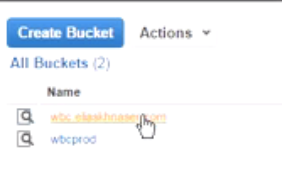 Create Bucket Actions
All Buckets (2)
Name
wbcprod